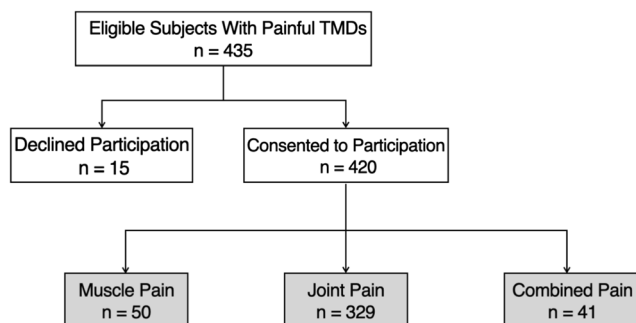 Eligible Subjects With Painful TMDs
n = 435
Declined Participation
n = 15
Consented to Participation
n = 420
Muscle Pain
n = 50
Joint Pain
n = 329
Combined Pain
n = 41